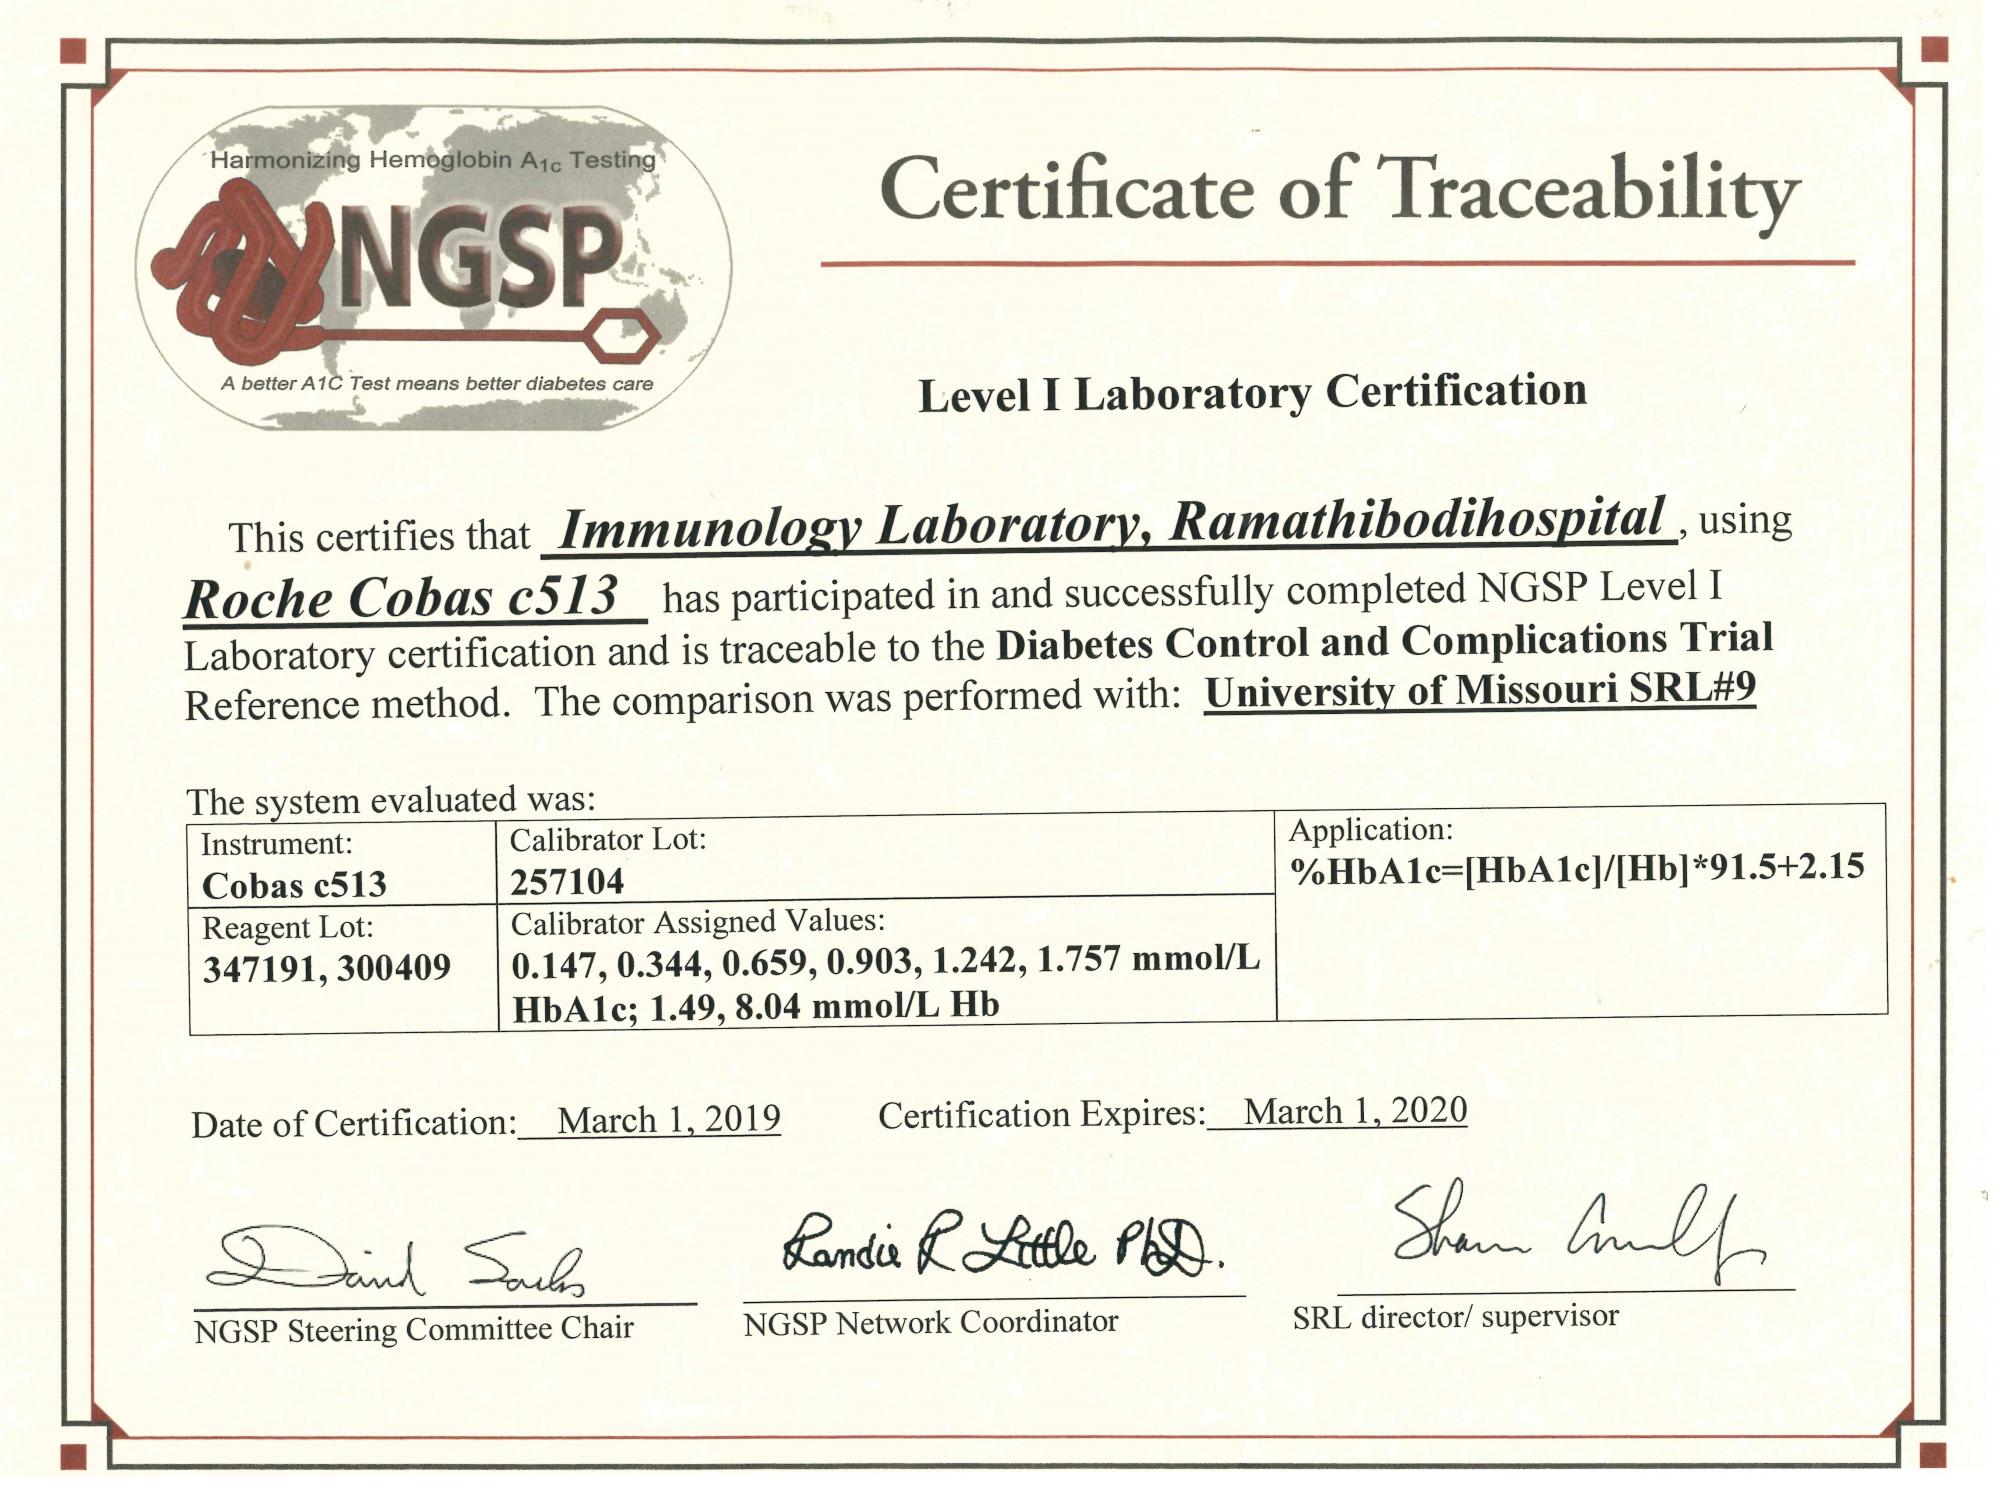 Harmonizing Hemoglobin A1c Testing
NGSP
A better A1C Test means better diabetes care
Certificate of Traceability
Level I Laboratory Certification
This certifies that Immunology Laboratory, Ramathibodihospital, using
Roche Cobas c513 has participated in and successfully completed NGSP Level I
Laboratory certification and is traceable to the Diabetes Control and Complications Trial
Reference method. The comparison was performed with: University of Missouri SRL#9
The system evaluated was:
Instrument:
Cobas c513
Calibrator Lot:
257104
Application:
%HbA1c=[HbA1c]/[Hb]*91.5+2.15
Reagent Lot:
347191, 300409
Calibrator Assigned Values:
0.147, 0.344, 0.659, 0.903, 1.242, 1.757 mmol/L
HbA1c; 1.49, 8.04 mmol/L Hb
Date of Certification: March 1, 2019 Certification Expires: March 1, 2020
David Sacks
Randie R Little PhD.
Shawn
NGSP Steering Committee Chair
NGSP Network Coordinator
SRL director/ supervisor